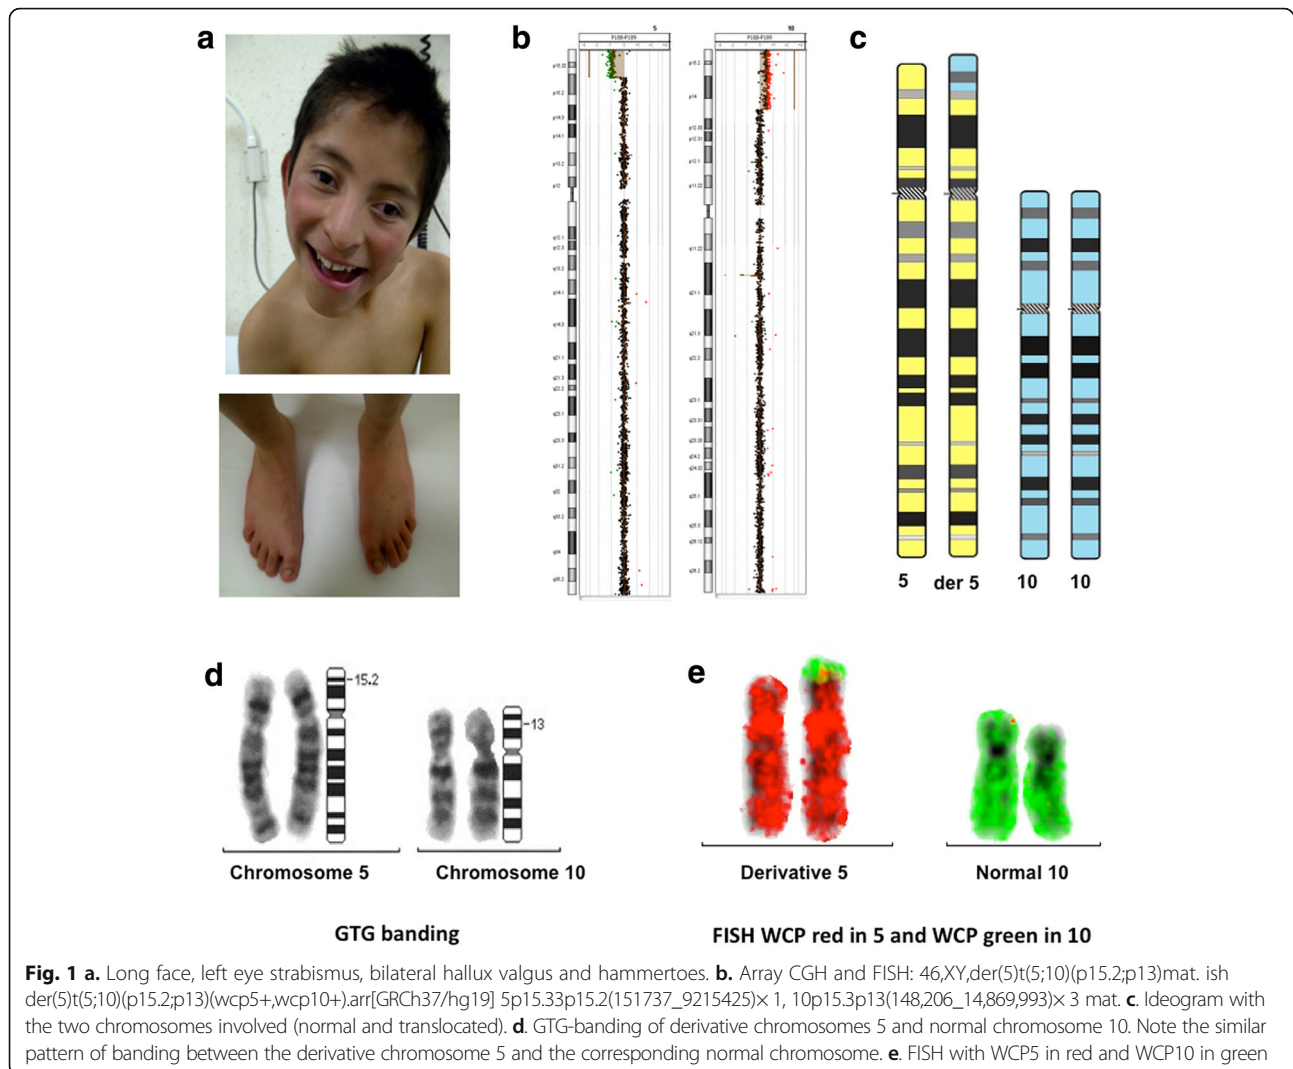 a
b
c
5
P100-P109
10
P100-P109
5
der 5
10
10
d
15.2
13
e
Chromosome 5
Chromosome 10
Derivative 5
Normal 10
GTG banding
FISH WCP red in 5 and WCP green in 10
Fig. 1 a. Long face, left eye strabismus, bilateral hallux valgus and hammertoes. b. Array CGH and FISH: 46,XY,der(5)t(5;10)(p15.2;p13)mat. ish
der(5)t(5;10)(p15.2;p13)(wcp5+,wcp10+).arr[GRCh37/hg19] 5p15.33p15.2(151737_9215425)× 1, 10p15.3p13(148,206_14,869,993)× 3 mat. c. Ideogram with
the two chromosomes involved (normal and translocated). d. GTG-banding of derivative chromosomes 5 and normal chromosome 10. Note the similar
pattern of banding between the derivative chromosome 5 and the corresponding normal chromosome. e. FISH with WCP5 in red and WCP10 in green